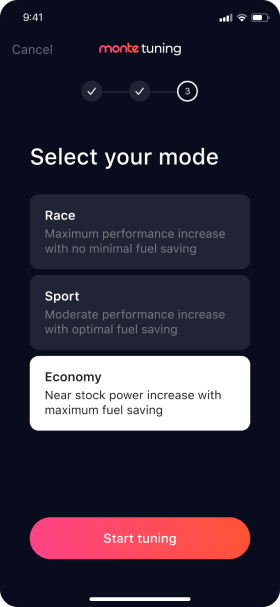 9:41
Cancel
monte tuning
3
Select your mode
Race
Maximum performance increase
with no minimal fuel saving
Sport
Moderate performance increase
with optimal fuel saving
Economy
Near stock power increase with
maximum fuel saving
Start tuning